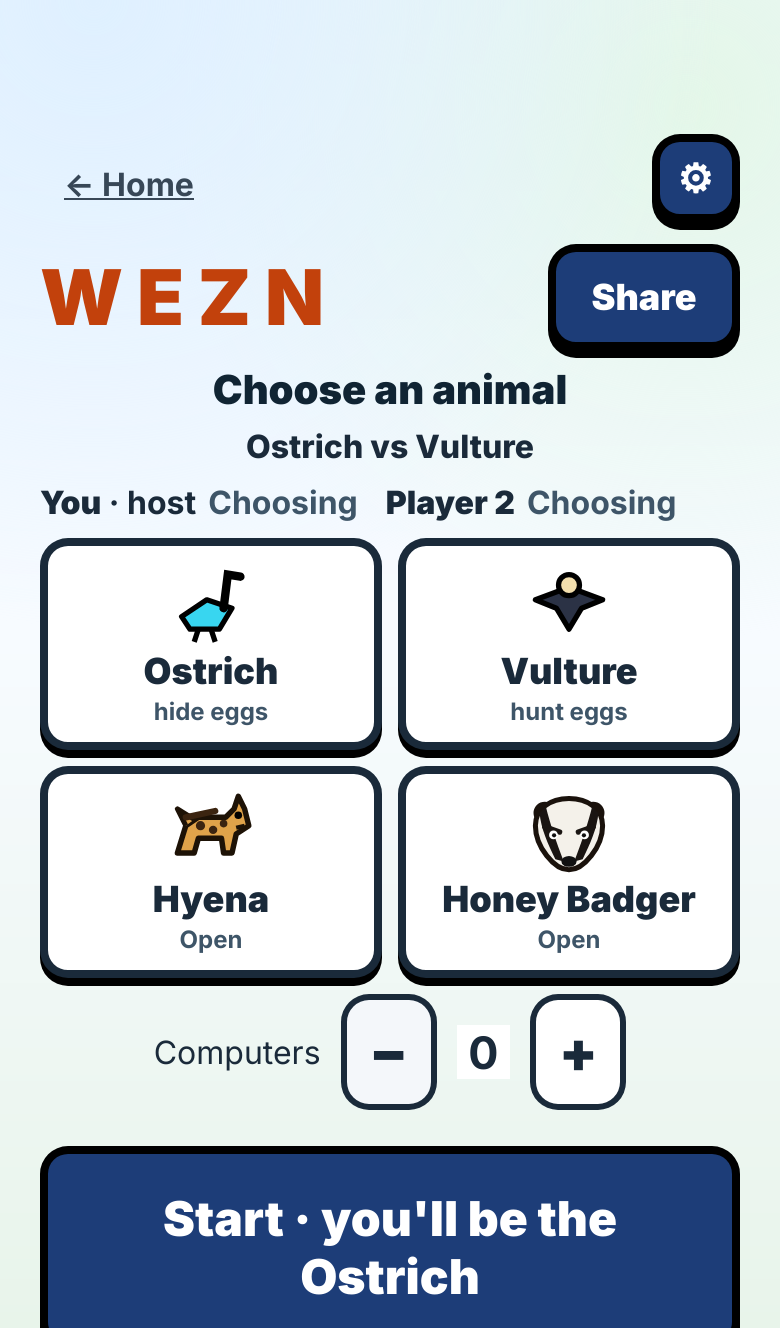 ← Home
WEZN
Share
Choose an animal
Ostrich vs Vulture
You · host Choosing Player 2 Choosing
Ostrich
hide eggs
Vulture
hunt eggs
Hyena
Open
Honey Badger
Open
Computers − 0 +
Start · you'll be the
Ostrich